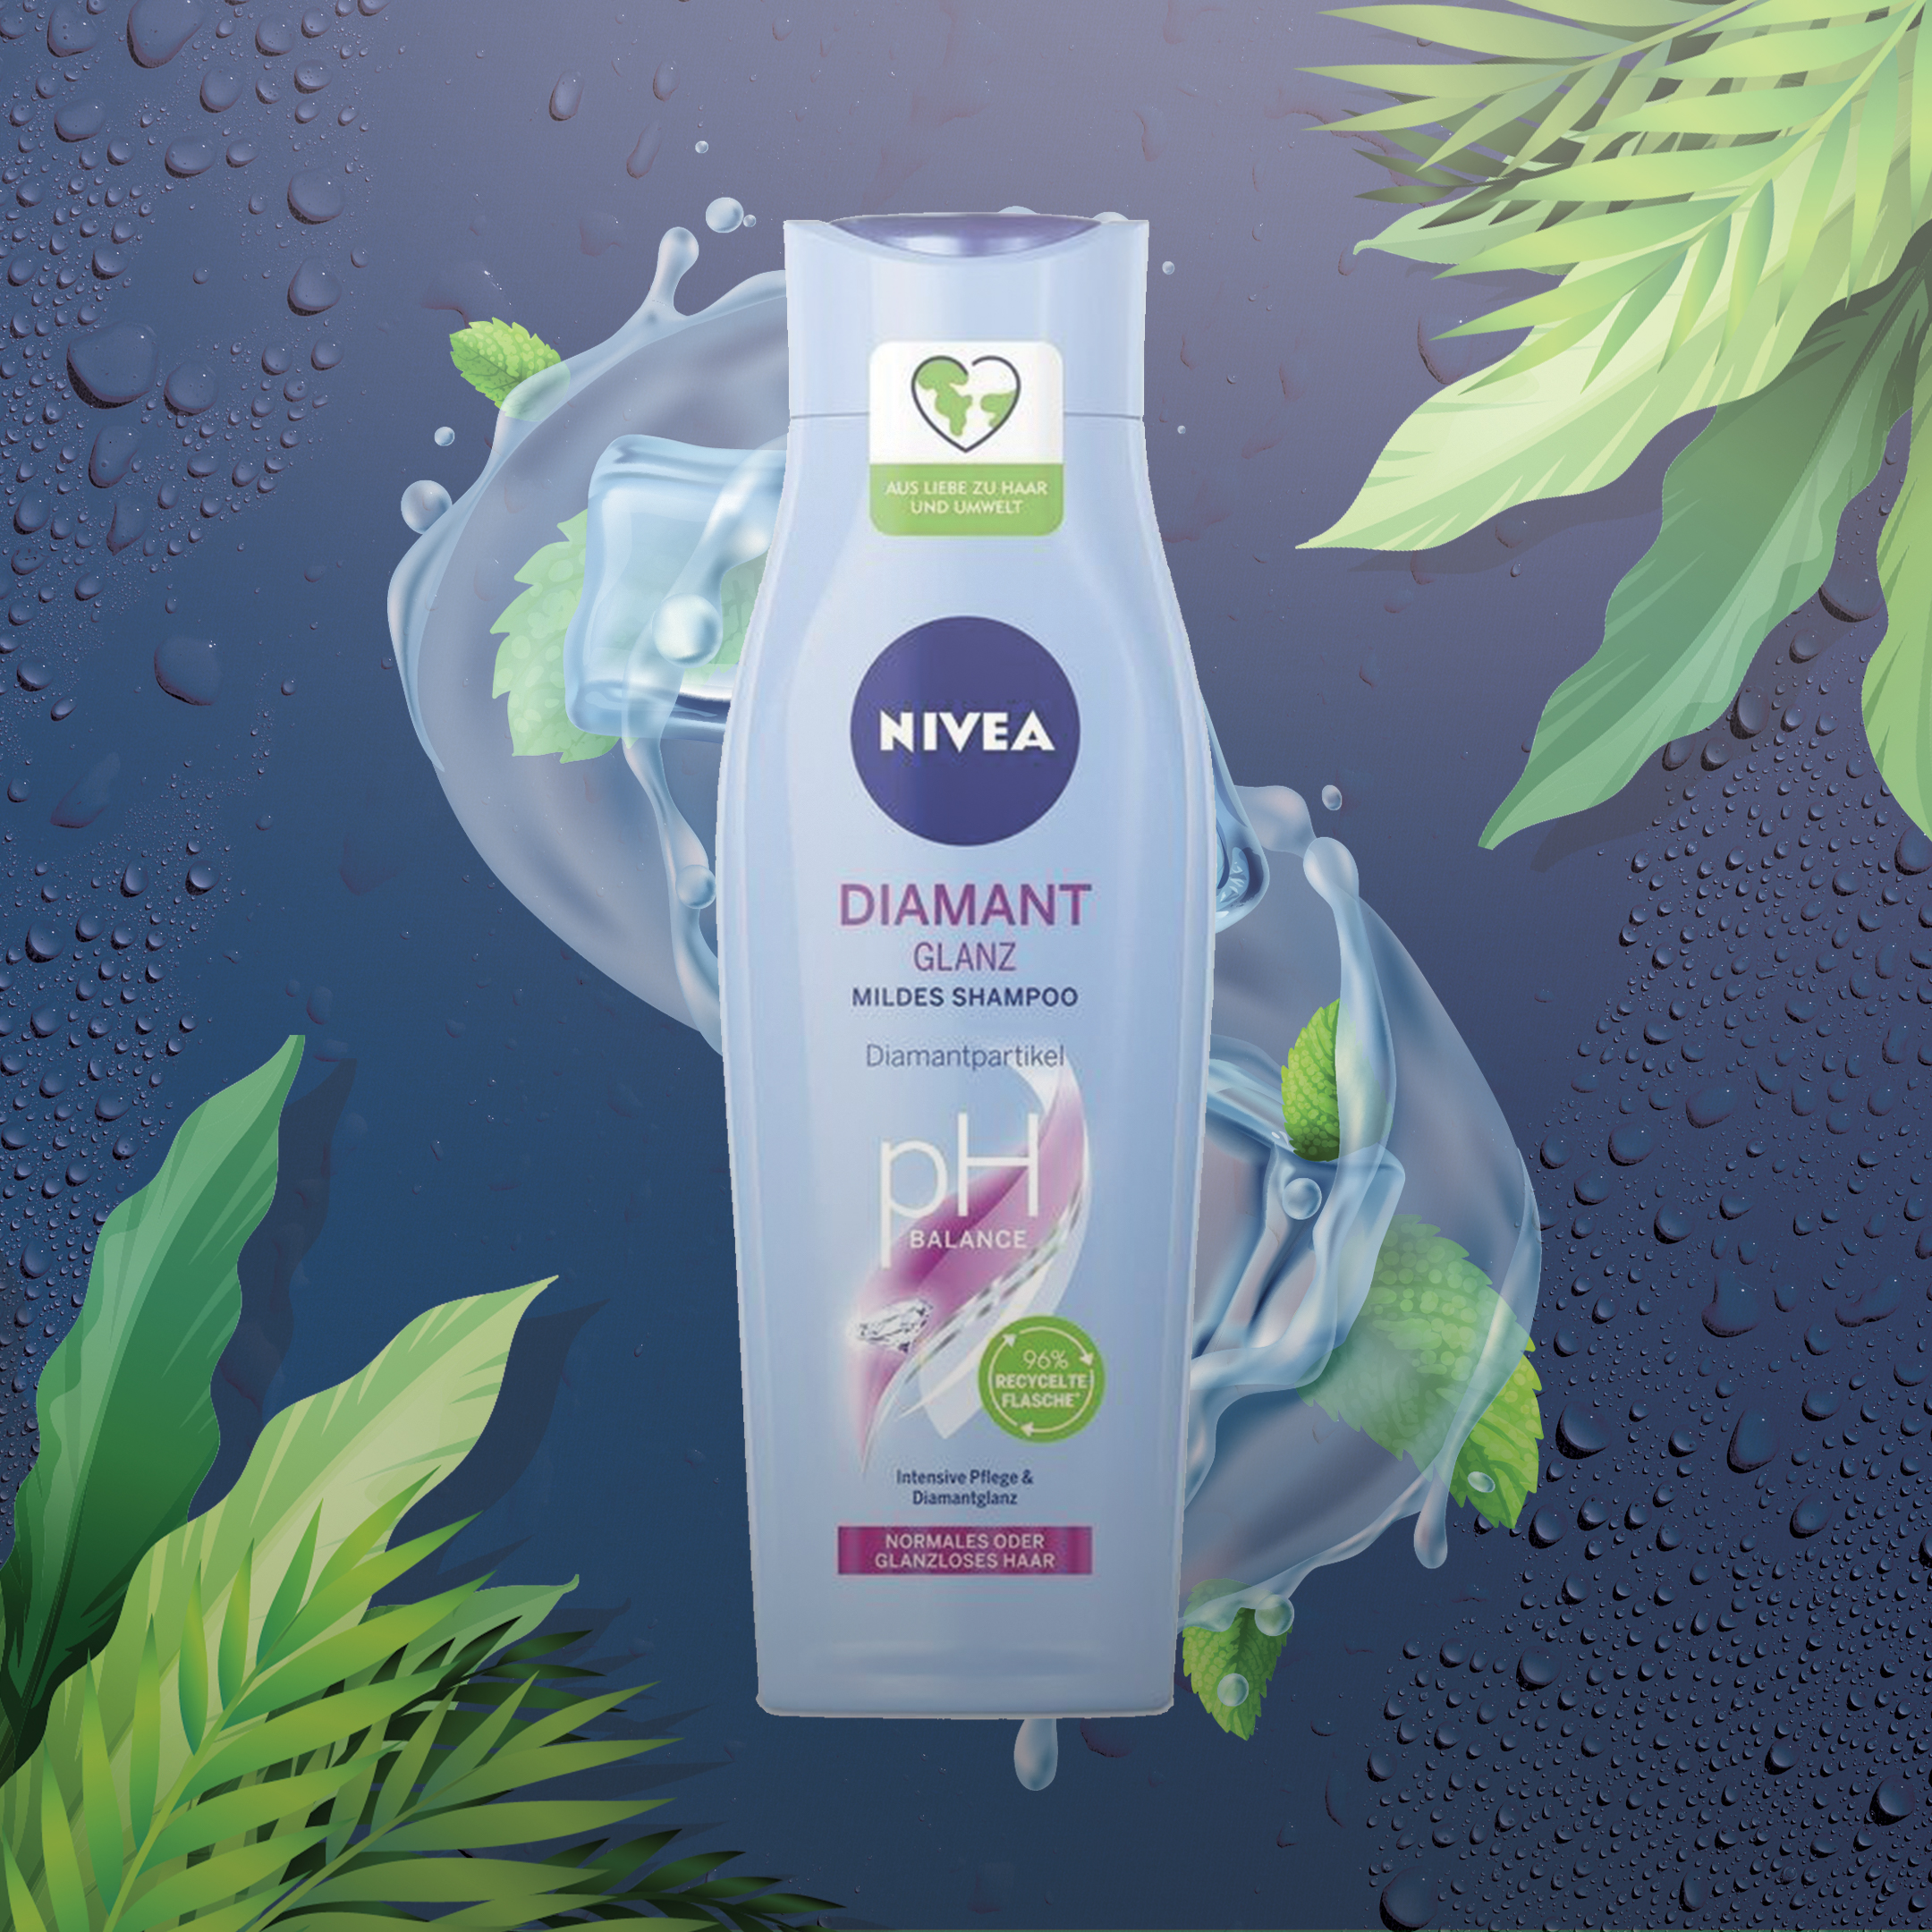 AUS LIEBE ZU HAAR
UND UMWELT
NIVEA
DIAMANT
GLANZ
MILDES SHAMPOO
Diamantpartikel
pH
BALANCE
96%
RECYCELTE
FLASCHE*
Intensive Pflege &
Diamantglanz
NORMALES ODER
GLANZLOSES HAAR